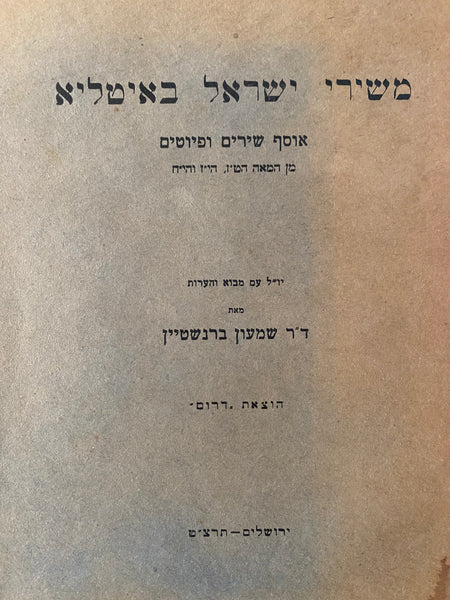 משירי ישראל באיטליא
אוסף שירים ופיוטים
מן המאה הט״ז, הי״ז והי״ח
יו״ל עם מבוא והערות
מאת
ד״ר שמעון ברנשטיין
הוצאת „דרום״
ירושלים—תרצ״ט